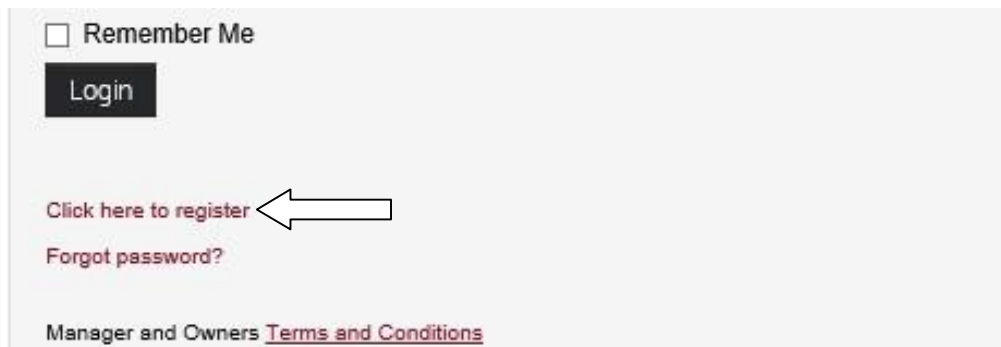 Remember Me
Login
Click here to register
Forgot password?
Manager and Owners Terms and Conditions